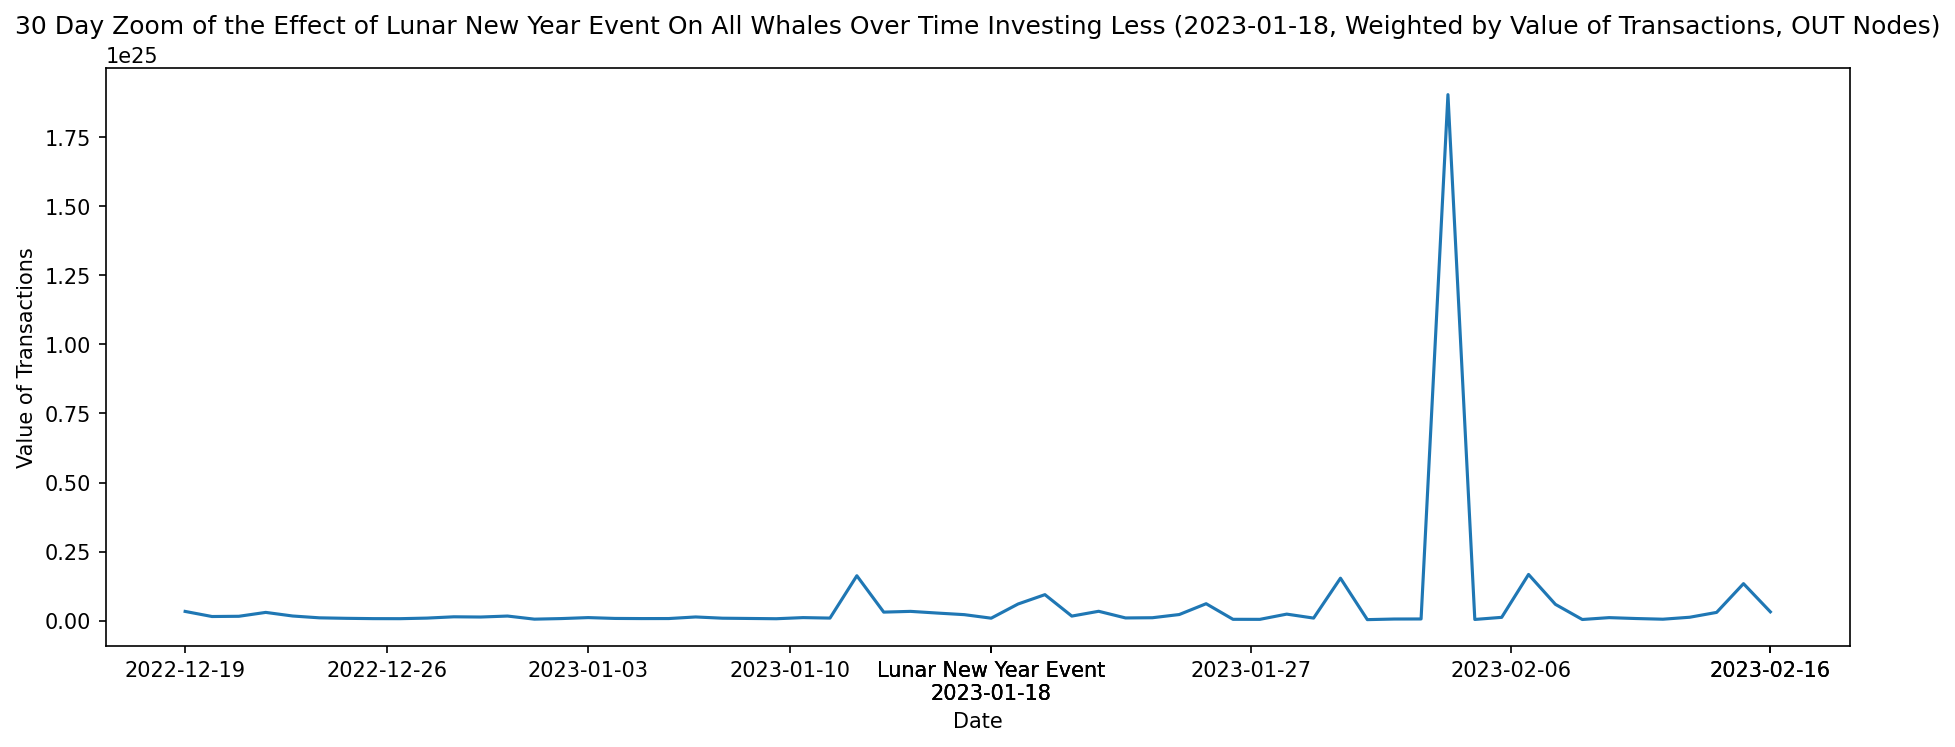 30 Day Zoom of the Effect of Lunar New Year Event On All Whales Over Time Investing Less (2023-01-18, Weighted by Value of Transactions, OUT Nodes)
1e25
1.75
1.50
1.25
1.00
0.75
0.50
0.25
0.00
Value of Transactions
2022-12-19 2022-12-26 2023-01-03 2023-01-10 Lunar New Year Event 2023-01-27 2023-02-06 2023-02-16
2023-01-18
Date